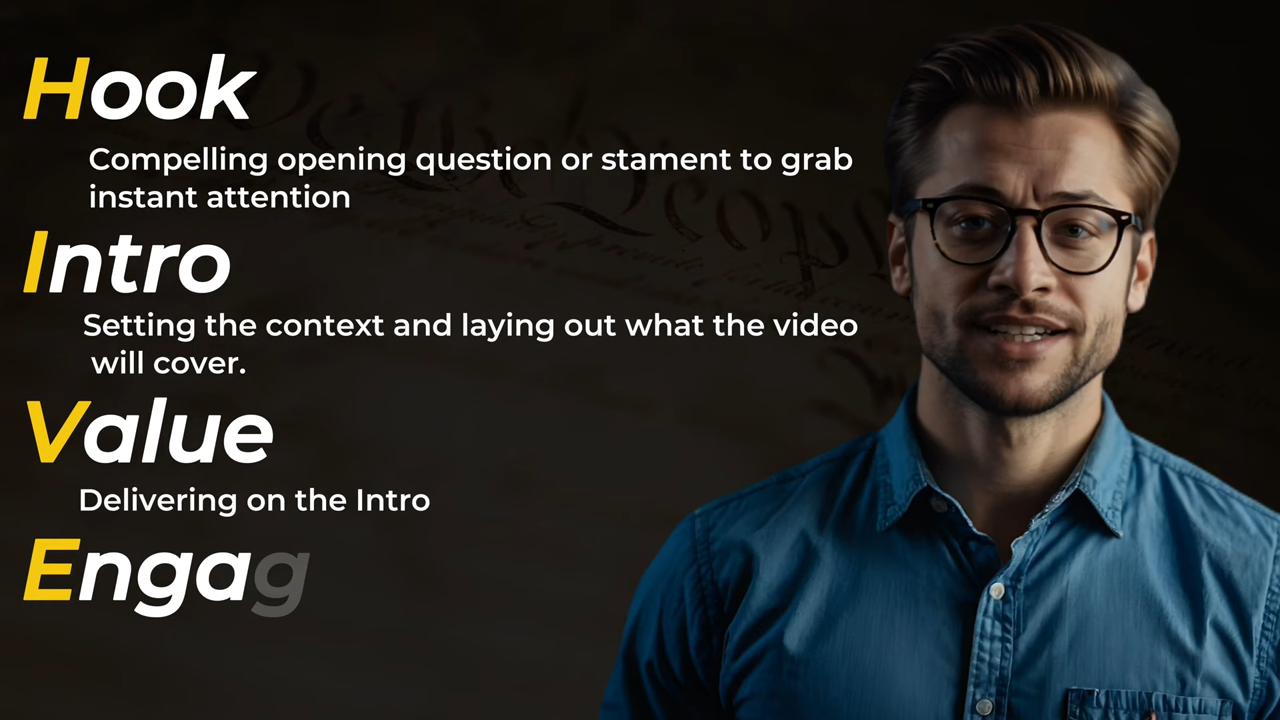 Hook
Compelling opening question or stament to grab
instant attention
Intro
Setting the context and laying out what the video
will cover.
Value
Delivering on the Intro
Engag